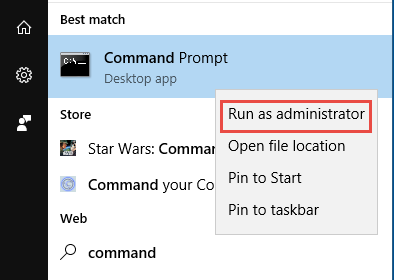 Best match
C:\.
Command Prompt
Desktop app
Store
Run as administrator
Star Wars: Comma
Open file location
Command your Co
Pin to Start
Web
Pin to taskbar
command